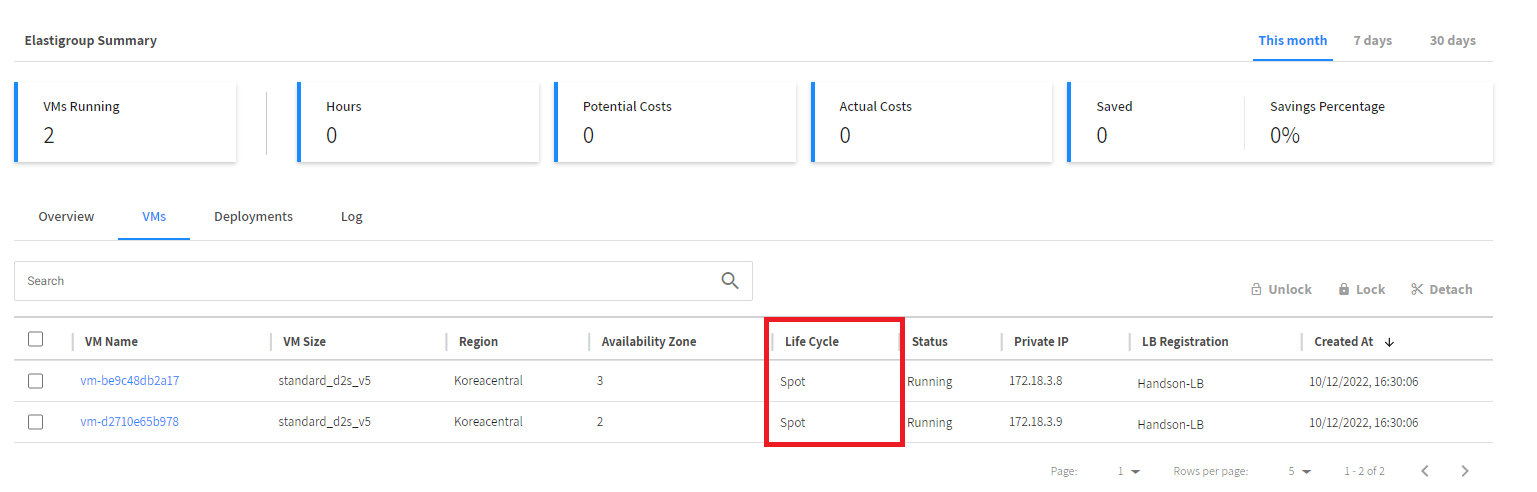 Elastigroup Summary
This month 7 days 30 days
VMs Running Hours Potential Costs Actual Costs Saved Savings Percentage
2 0 0 0 0 0%
Overview VMs Deployments Log
Search
Unlock Lock Detach
VM Name VM Size Region Availability Zone Life Cycle Status Private IP LB Registration Created At
vm-be9c48db2a17 standard_d2s_v5 Koreacentral 3 Spot Running 172.18.3.8 Handson-LB 10/12/2022, 16:30:06
vm-d2710e65b978 standard_d2s_v5 Koreacentral 2 Spot Running 172.18.3.9 Handson-LB 10/12/2022, 16:30:06
Page: 1 Rows per page: 5 1 - 2 of 2